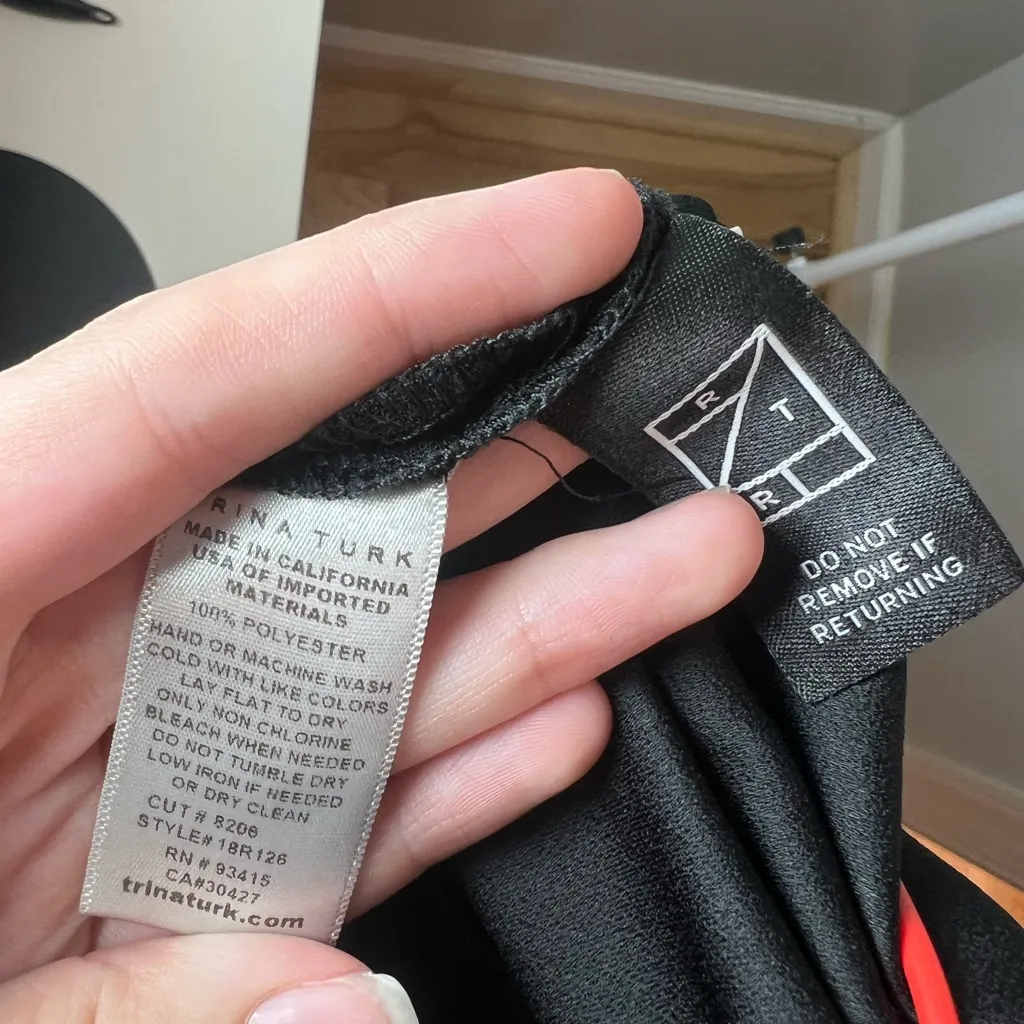 RINA TURK
MADE IN CALIFORNIA
USA OF IMPORTED
MATERIALS
100% POLYESTER
HAND OR MACHINE WASH
COLD WITH LIKE COLORS
LAY FLAT TO DRY
ONLY NON CHLORINE
BLEACH WHEN NEEDED
DO NOT TUMBLE DRY
LOW IRON IF NEEDED
OR DRY CLEAN
CUT # 8206
STYLE# 18R126
RN # 93415
CA#30427
trinaturk.com
R
T
R
DO NOT
REMOVE IF
RETURNING